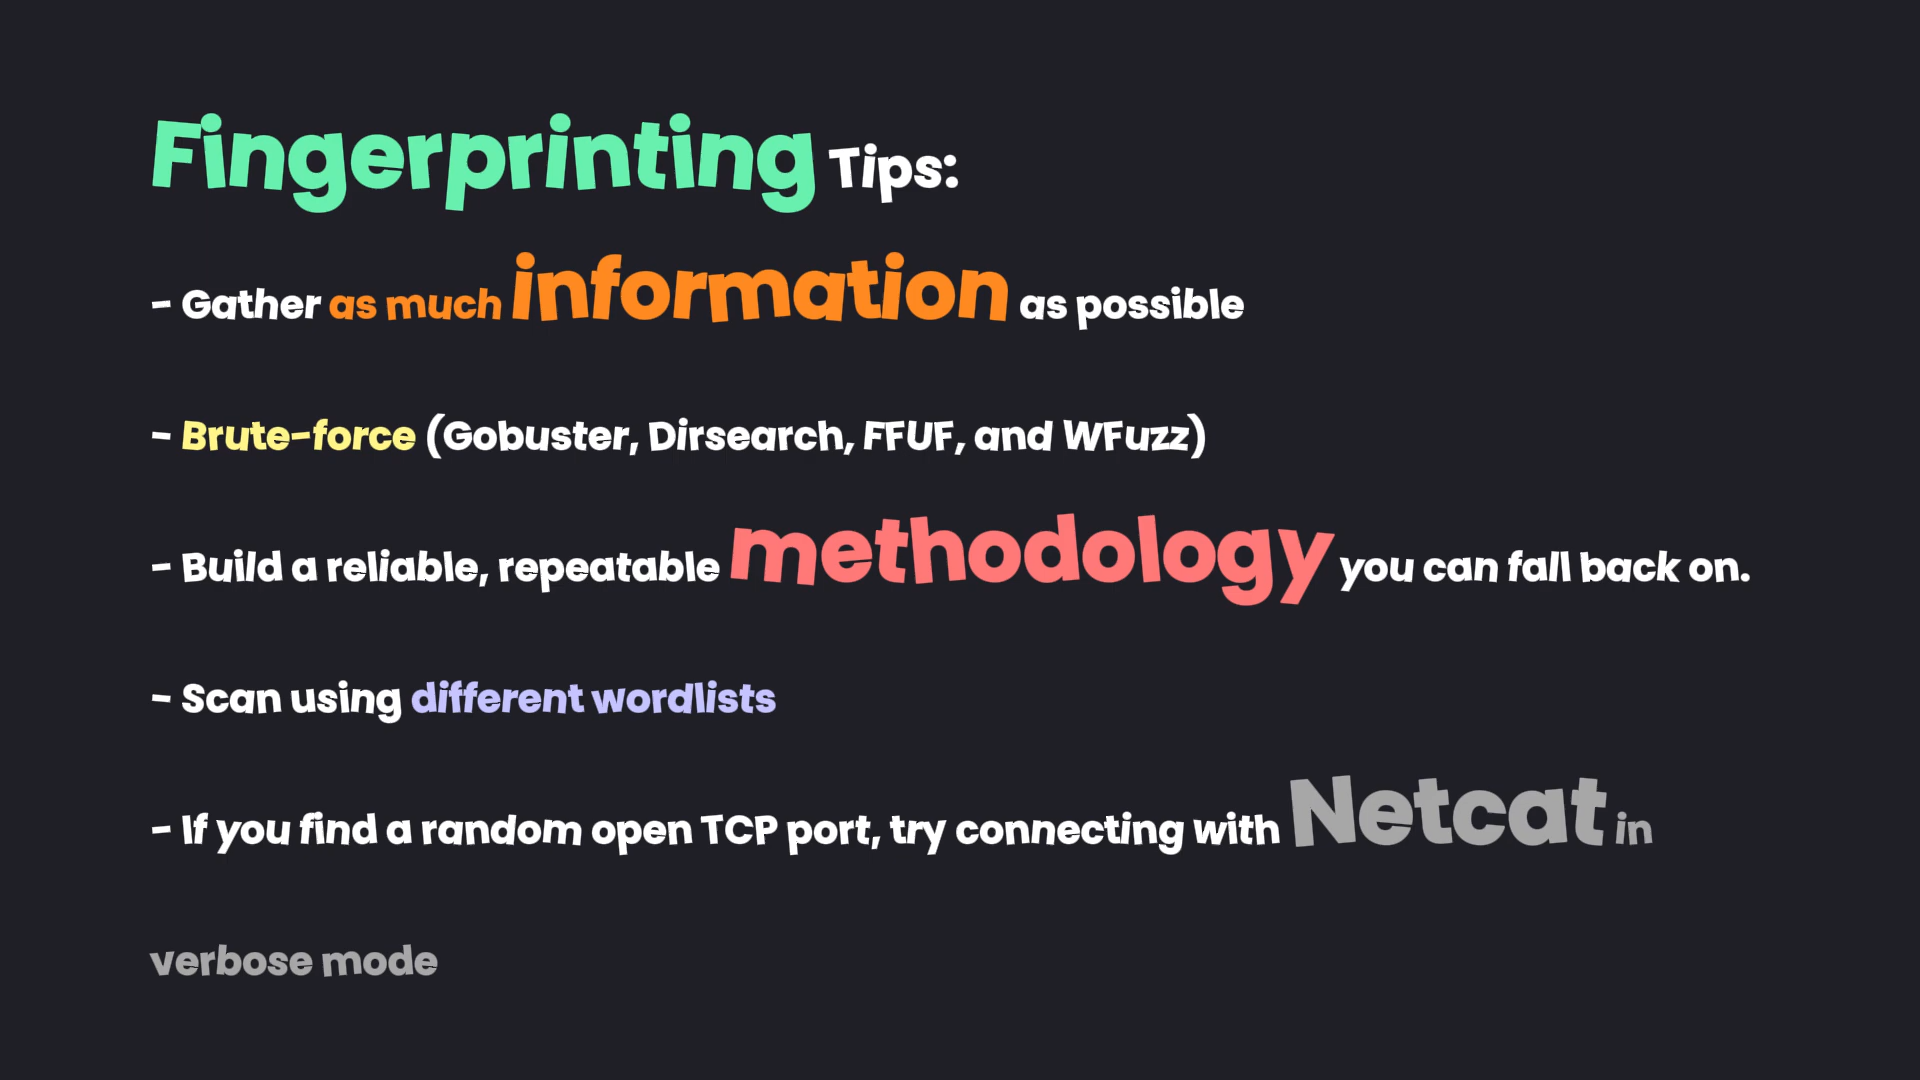 Fingerprinting Tips:
- Gather as much information as possible
- Brute-force (Gobuster, Dirsearch, FFUF, and WFuzz)
- Build a reliable, repeatable methodology you can fall back on.
- Scan using different wordlists
- If you find a random open TCP port, try connecting with Netcat in
verbose mode